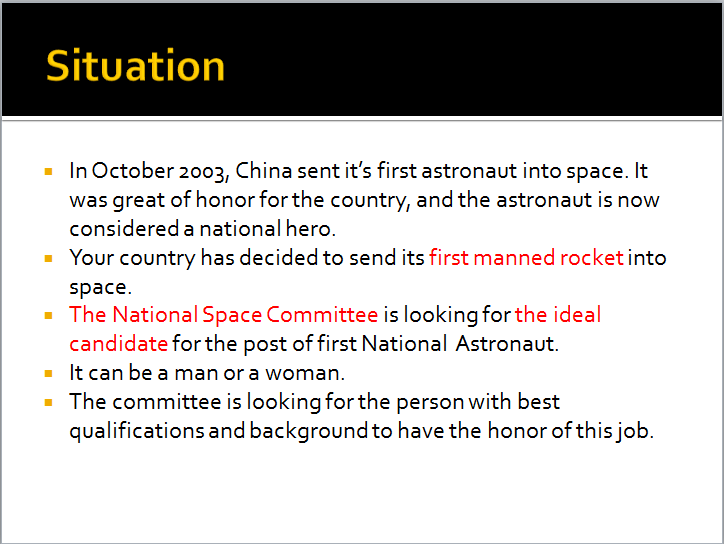 Situation
In October 2003, China sent it's first astronaut into space. It
was great of honor for the country, and the astronaut is now
considered a national hero.
Your country has decided to send its first manned rocket into
space.
The National Space Committee is looking for the ideal
candidate for the post of first National Astronaut.
It can be a man or a woman.
The committee is looking for the person with best
qualifications and background to have the honor of this job.